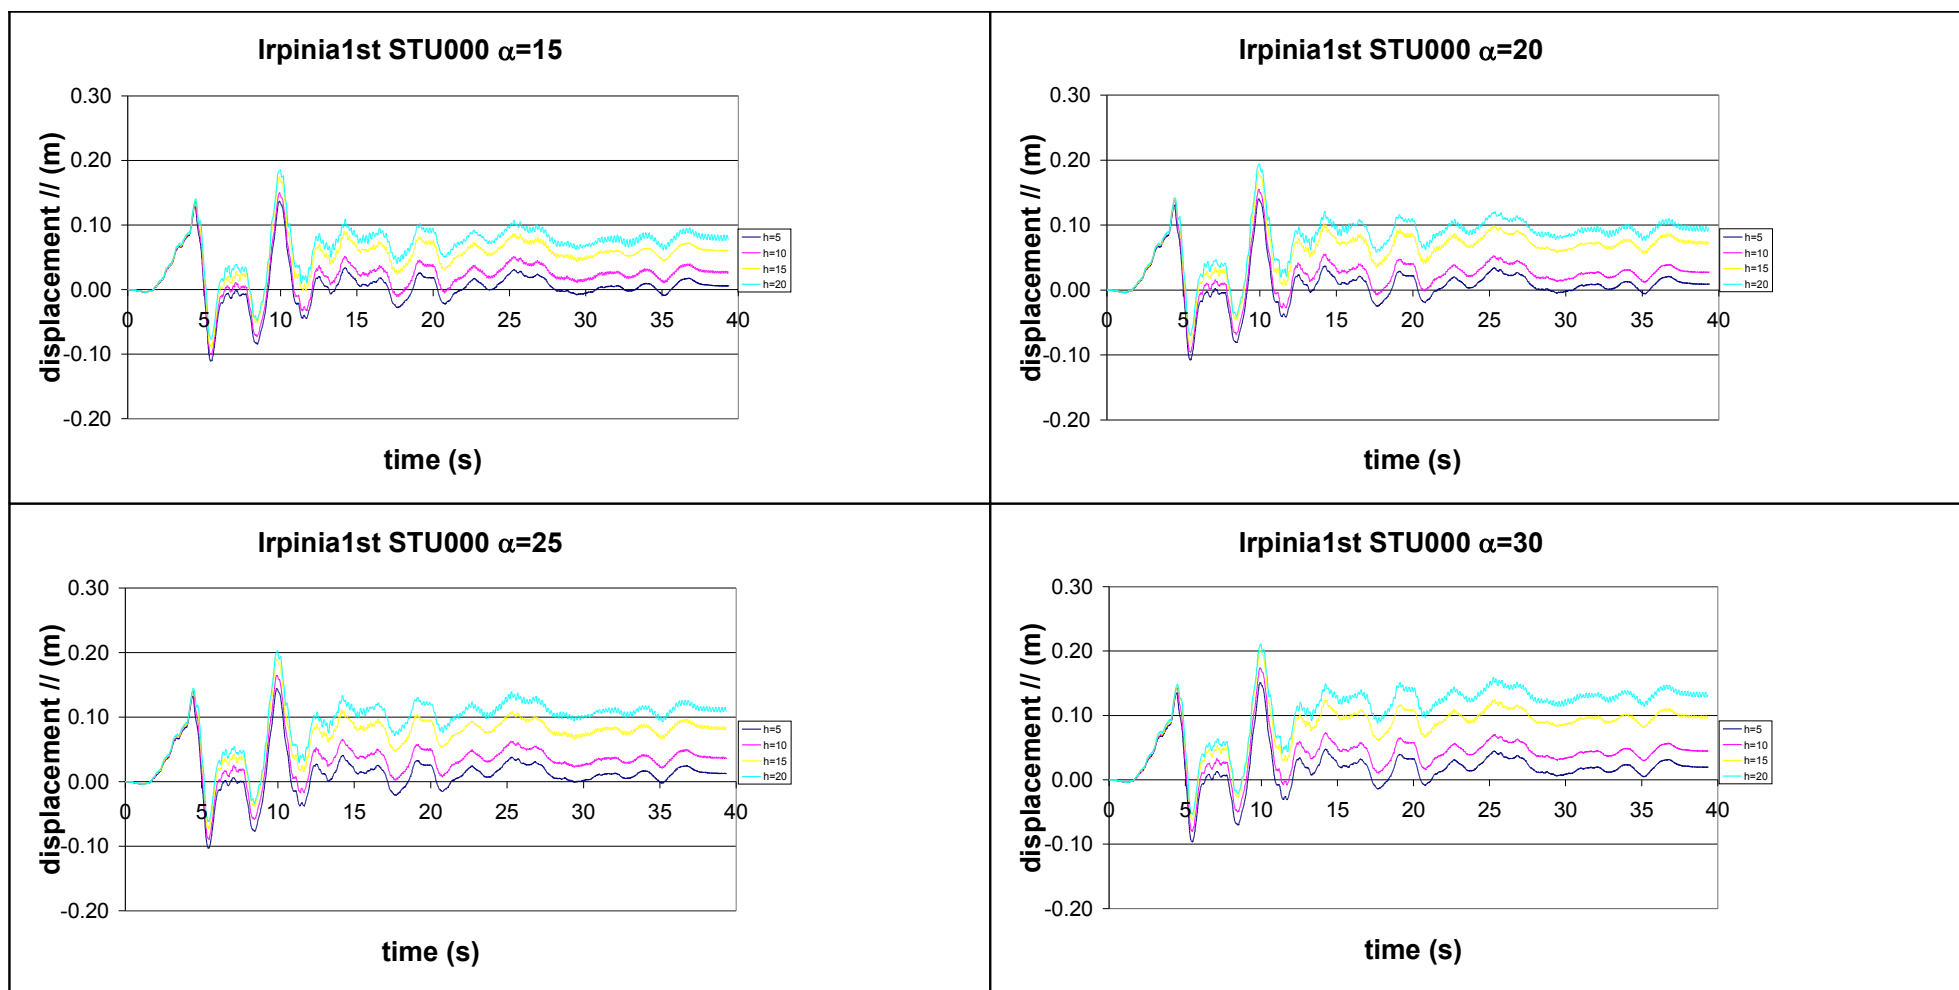 Irpinia1st STU000 α=15
0.30
0.20
0.10
0.00
-0.10
-0.20
0 5 10 15 20 25 30 35 40
displacement // (m)
time (s)
h=5
h=10
h=15
h=20
Irpinia1st STU000 α=20
0.30
0.20
0.10
0.00
-0.10
-0.20
0 5 10 15 20 25 30 35 40
displacement // (m)
time (s)
h=5
h=10
h=15
h=20
Irpinia1st STU000 α=25
0.30
0.20
0.10
0.00
-0.10
-0.20
0 5 10 15 20 25 30 35 40
displacement // (m)
time (s)
h=5
h=10
h=15
h=20
Irpinia1st STU000 α=30
0.30
0.20
0.10
0.00
-0.10
-0.20
0 5 10 15 20 25 30 35 40
displacement // (m)
time (s)
h=5
h=10
h=15
h=20